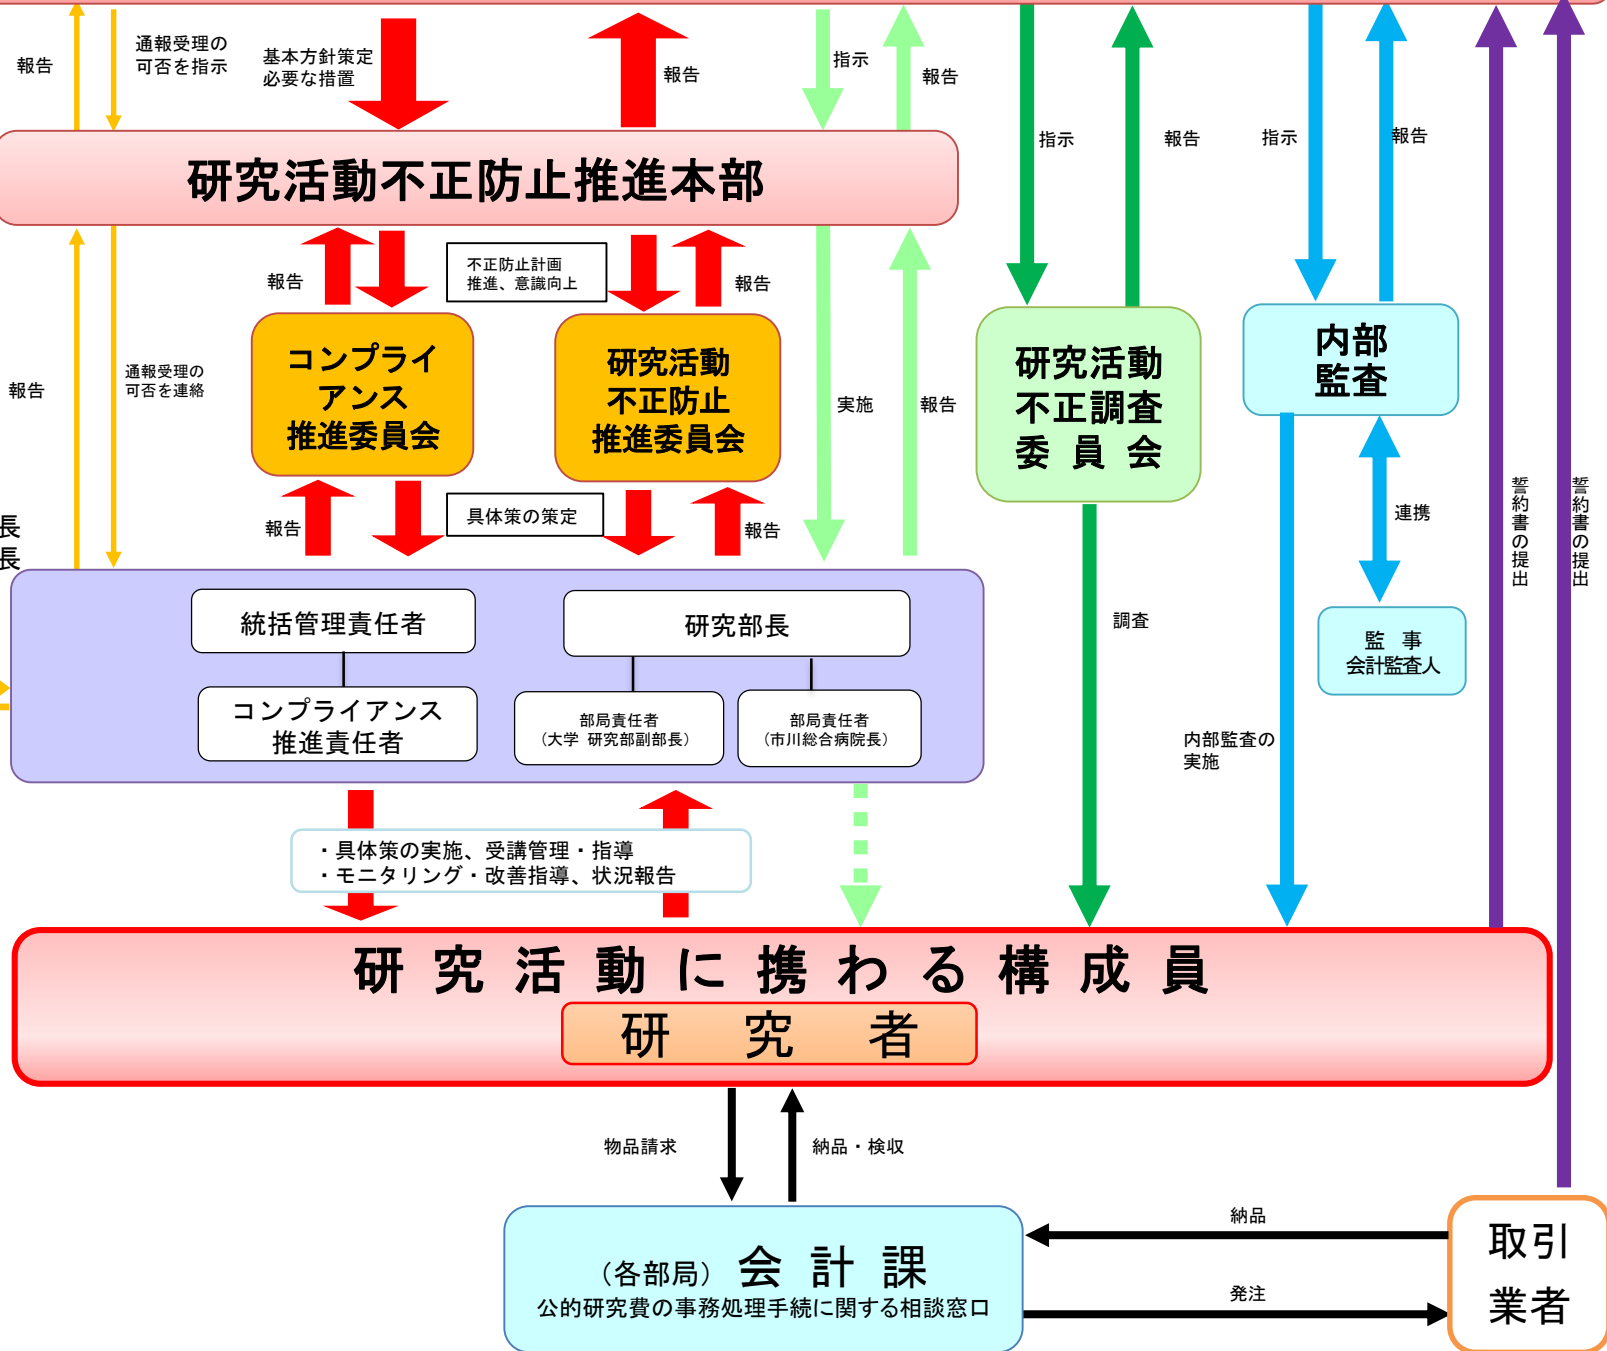 報告
通報受理の
可否を指示
基本方針策定
必要な措置
報告
指示
報告
指示
報告
指示
報告
研究活動不正防止推進本部
報告
不正防止計画
推進、意識向上
報告
報告
通報受理の
可否を連絡
コンプライ
アンス
推進委員会
研究活動
不正防止
推進委員会
実施
報告
研究活動
不正調査
委員会
内部
監査
報告
具体策の策定
報告
連携
誓約書の提出
誓約書の提出
長
長
統括管理責任者
研究部長
コンプライアンス
推進責任者
部局責任者
（大学 研究部副部長）
部局責任者
（市川総合病院長）
調査
監　事
会計監査人
内部監査の
実施
・具体策の実施、受講管理・指導
・モニタリング・改善指導、状況報告
研究活動に携わる構成員
研　究　者
物品請求
納品・検収
（各部局）会計課
公的研究費の事務処理手続に関する相談窓口
納品
発注
取引
業者